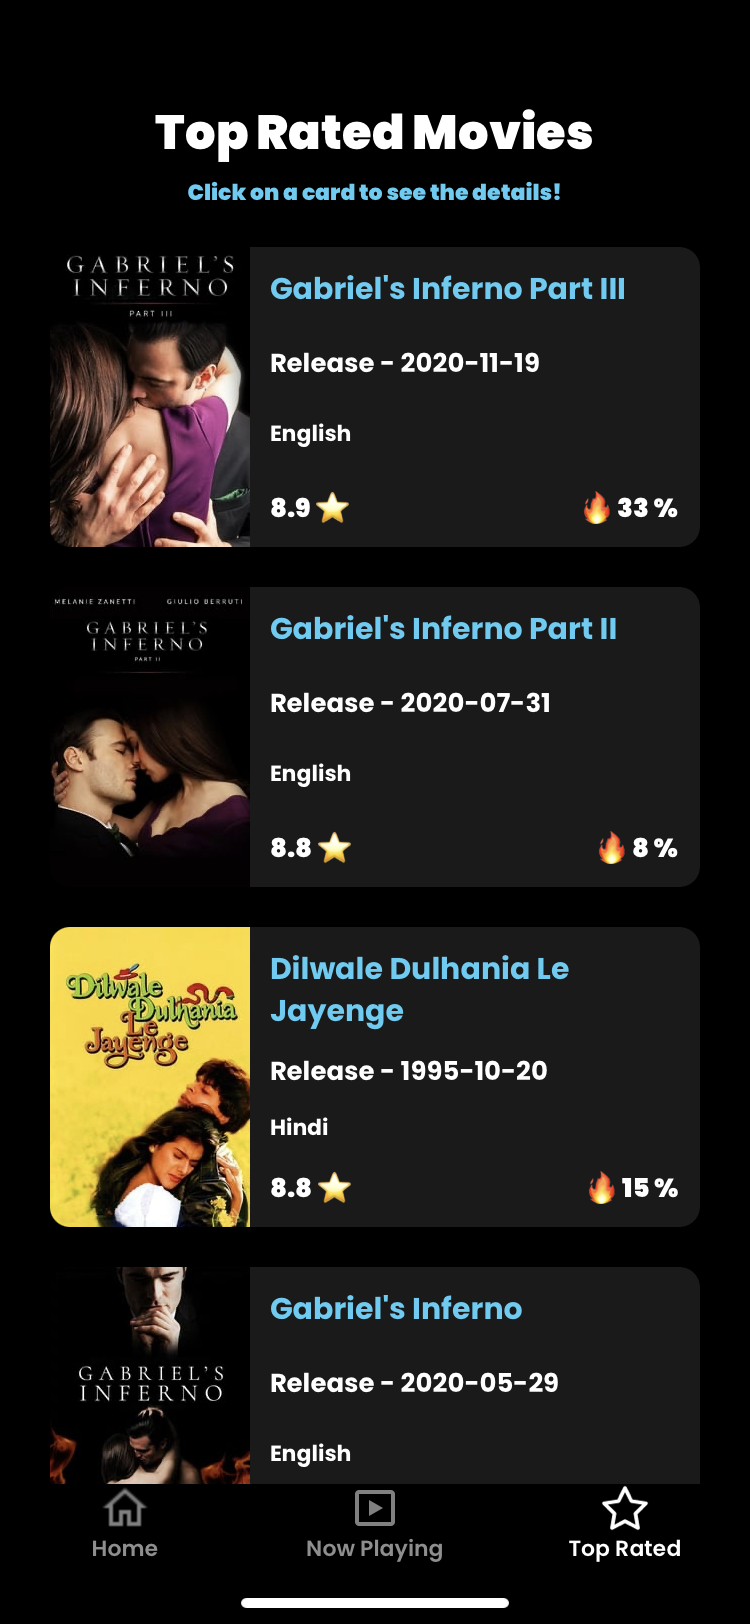 Top Rated Movies
Click on a card to see the details!
GABRIEL'S
INFERNO
PART III
Gabriel's Inferno Part III
Release - 2020-11-19
English
8.9 ⭐ 🔥 33 %
MELANIE ZANETTI GIULIO BERRUTI
GABRIEL'S
INFERNO
PART II
Gabriel's Inferno Part II
Release - 2020-07-31
English
8.8 ⭐ 🔥 8 %
Dilwale
Dulhania
Le
Jayenge
Dilwale Dulhania Le
Jayenge
Release - 1995-10-20
Hindi
8.8 ⭐ 🔥 15 %
GABRIEL'S
INFERNO
Gabriel's Inferno
Release - 2020-05-29
English
Home Now Playing Top Rated